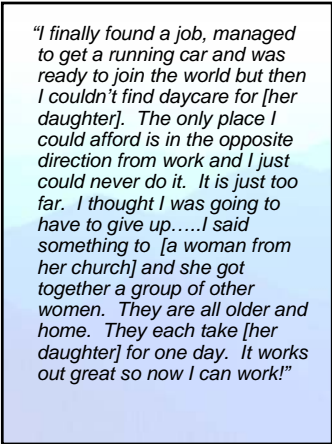 “I finally found a job, managed
to get a running car and was
ready to join the world but then
I couldn’t find daycare for [her
daughter].  The only place I
could afford is in the opposite
direction from work and I just
could never do it.  It is just too
far.  I thought I was going to
have to give up…..I said
something to  [a woman from
her church] and she got
together a group of other
women.  They are all older and
home.  They each take [her
daughter] for one day.  It works
out great so now I can work!”